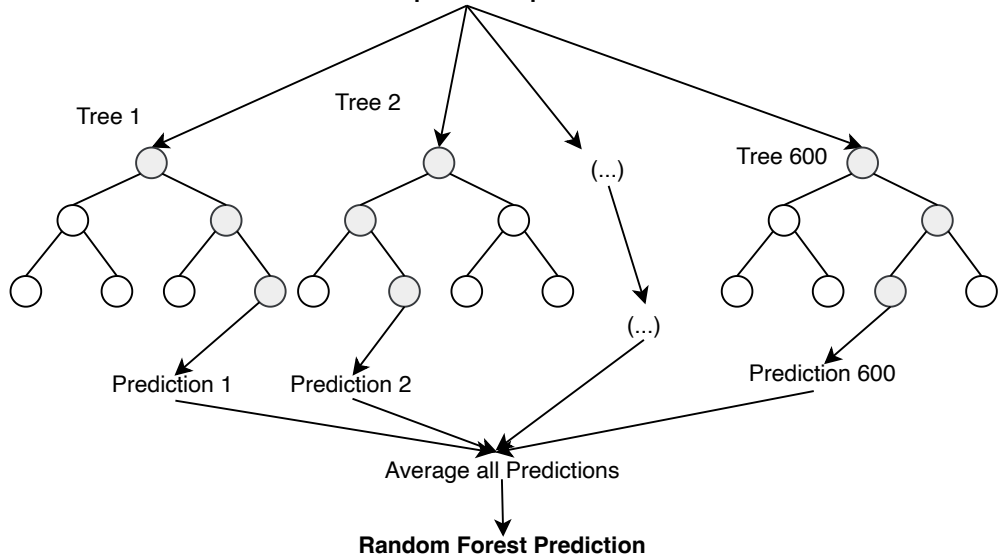 Tree 1
Tree 2
(...)
Tree 600
(...)
Prediction 1
Prediction 2
Prediction 600
Average all Predictions
Random Forest Prediction